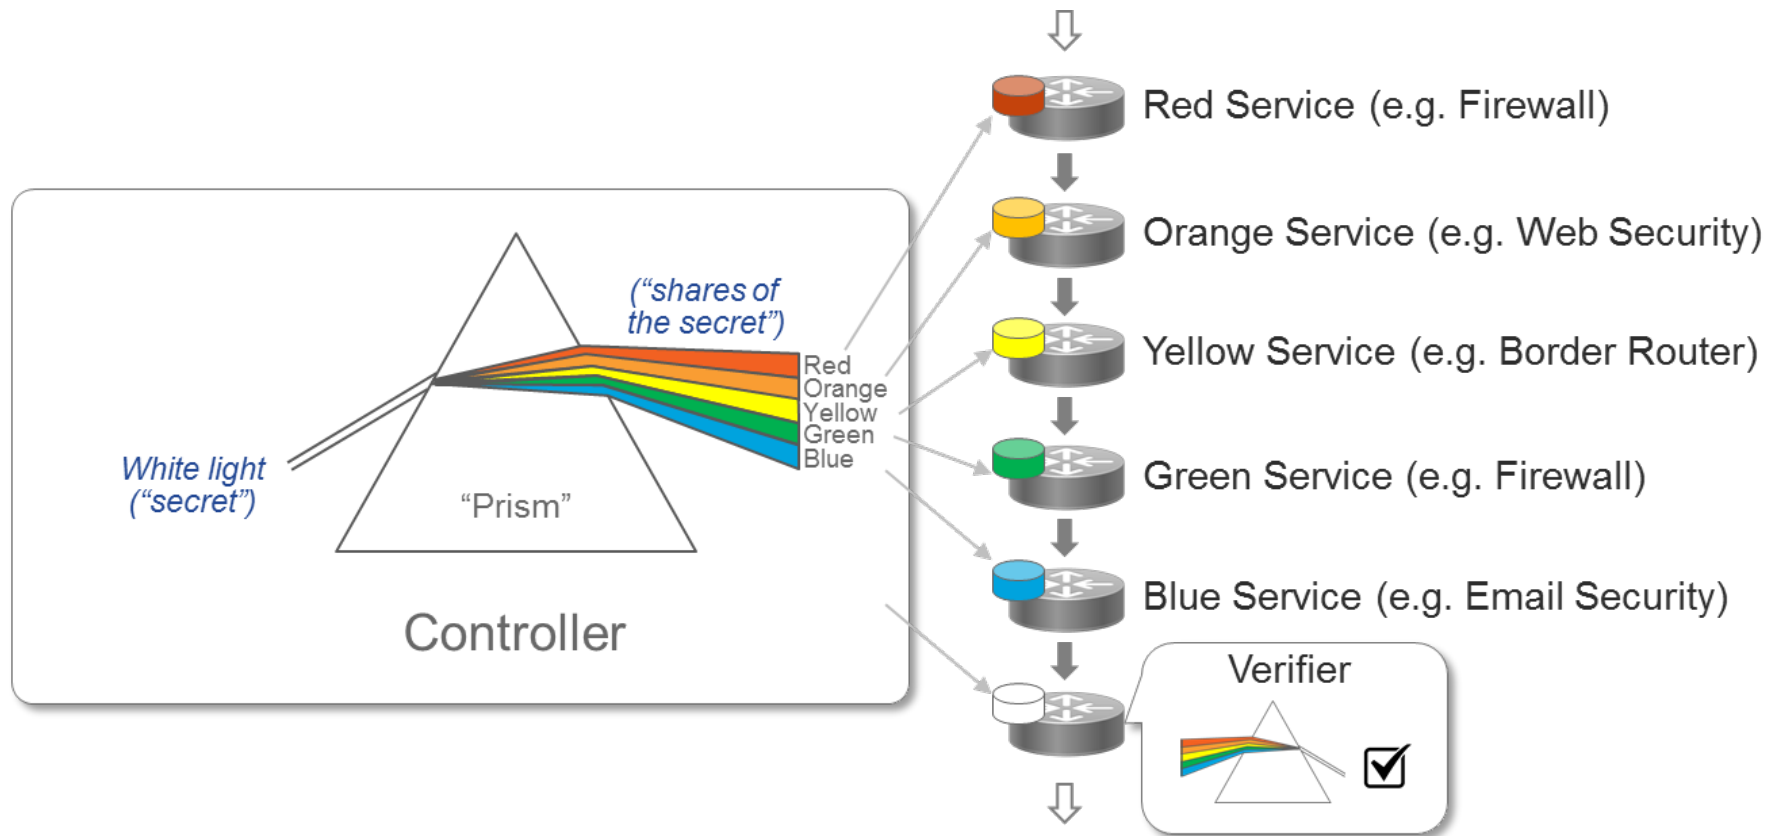 Red Service (e.g. Firewall)
Orange Service (e.g. Web Security)
(“shares of
the secret”)
Yellow Service (e.g. Border Router)
Red
Orange
Yellow
Green
Blue
White light
(“secret”)
“Prism”
Green Service (e.g. Firewall)
Blue Service (e.g. Email Security)
Controller
Verifier